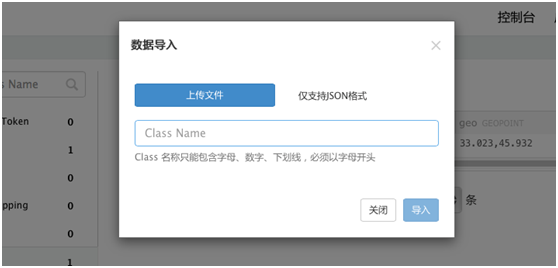 控制台
数据导入
×
s Name
上传文件
仅支持JSON格式
Token 0
Class Name
geo GEOPOINT
1
33.023,45.932
Class 名称只能包含字母、数字、下划线，必须以字母开头
0
pping 0
条
0
关闭
导入
1